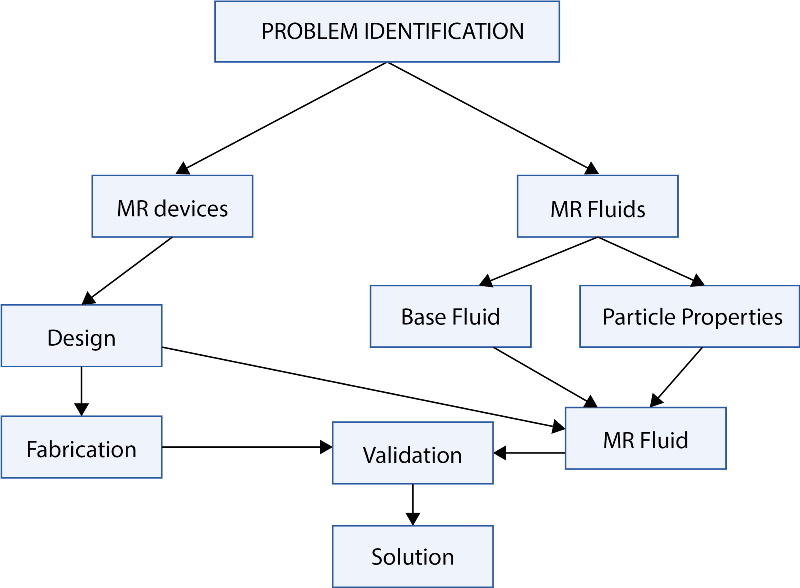 PROBLEM IDENTIFICATION
MR devices
MR Fluids
Base Fluid
Particle Properties
Design
Fabrication
Validation
MR Fluid
Solution